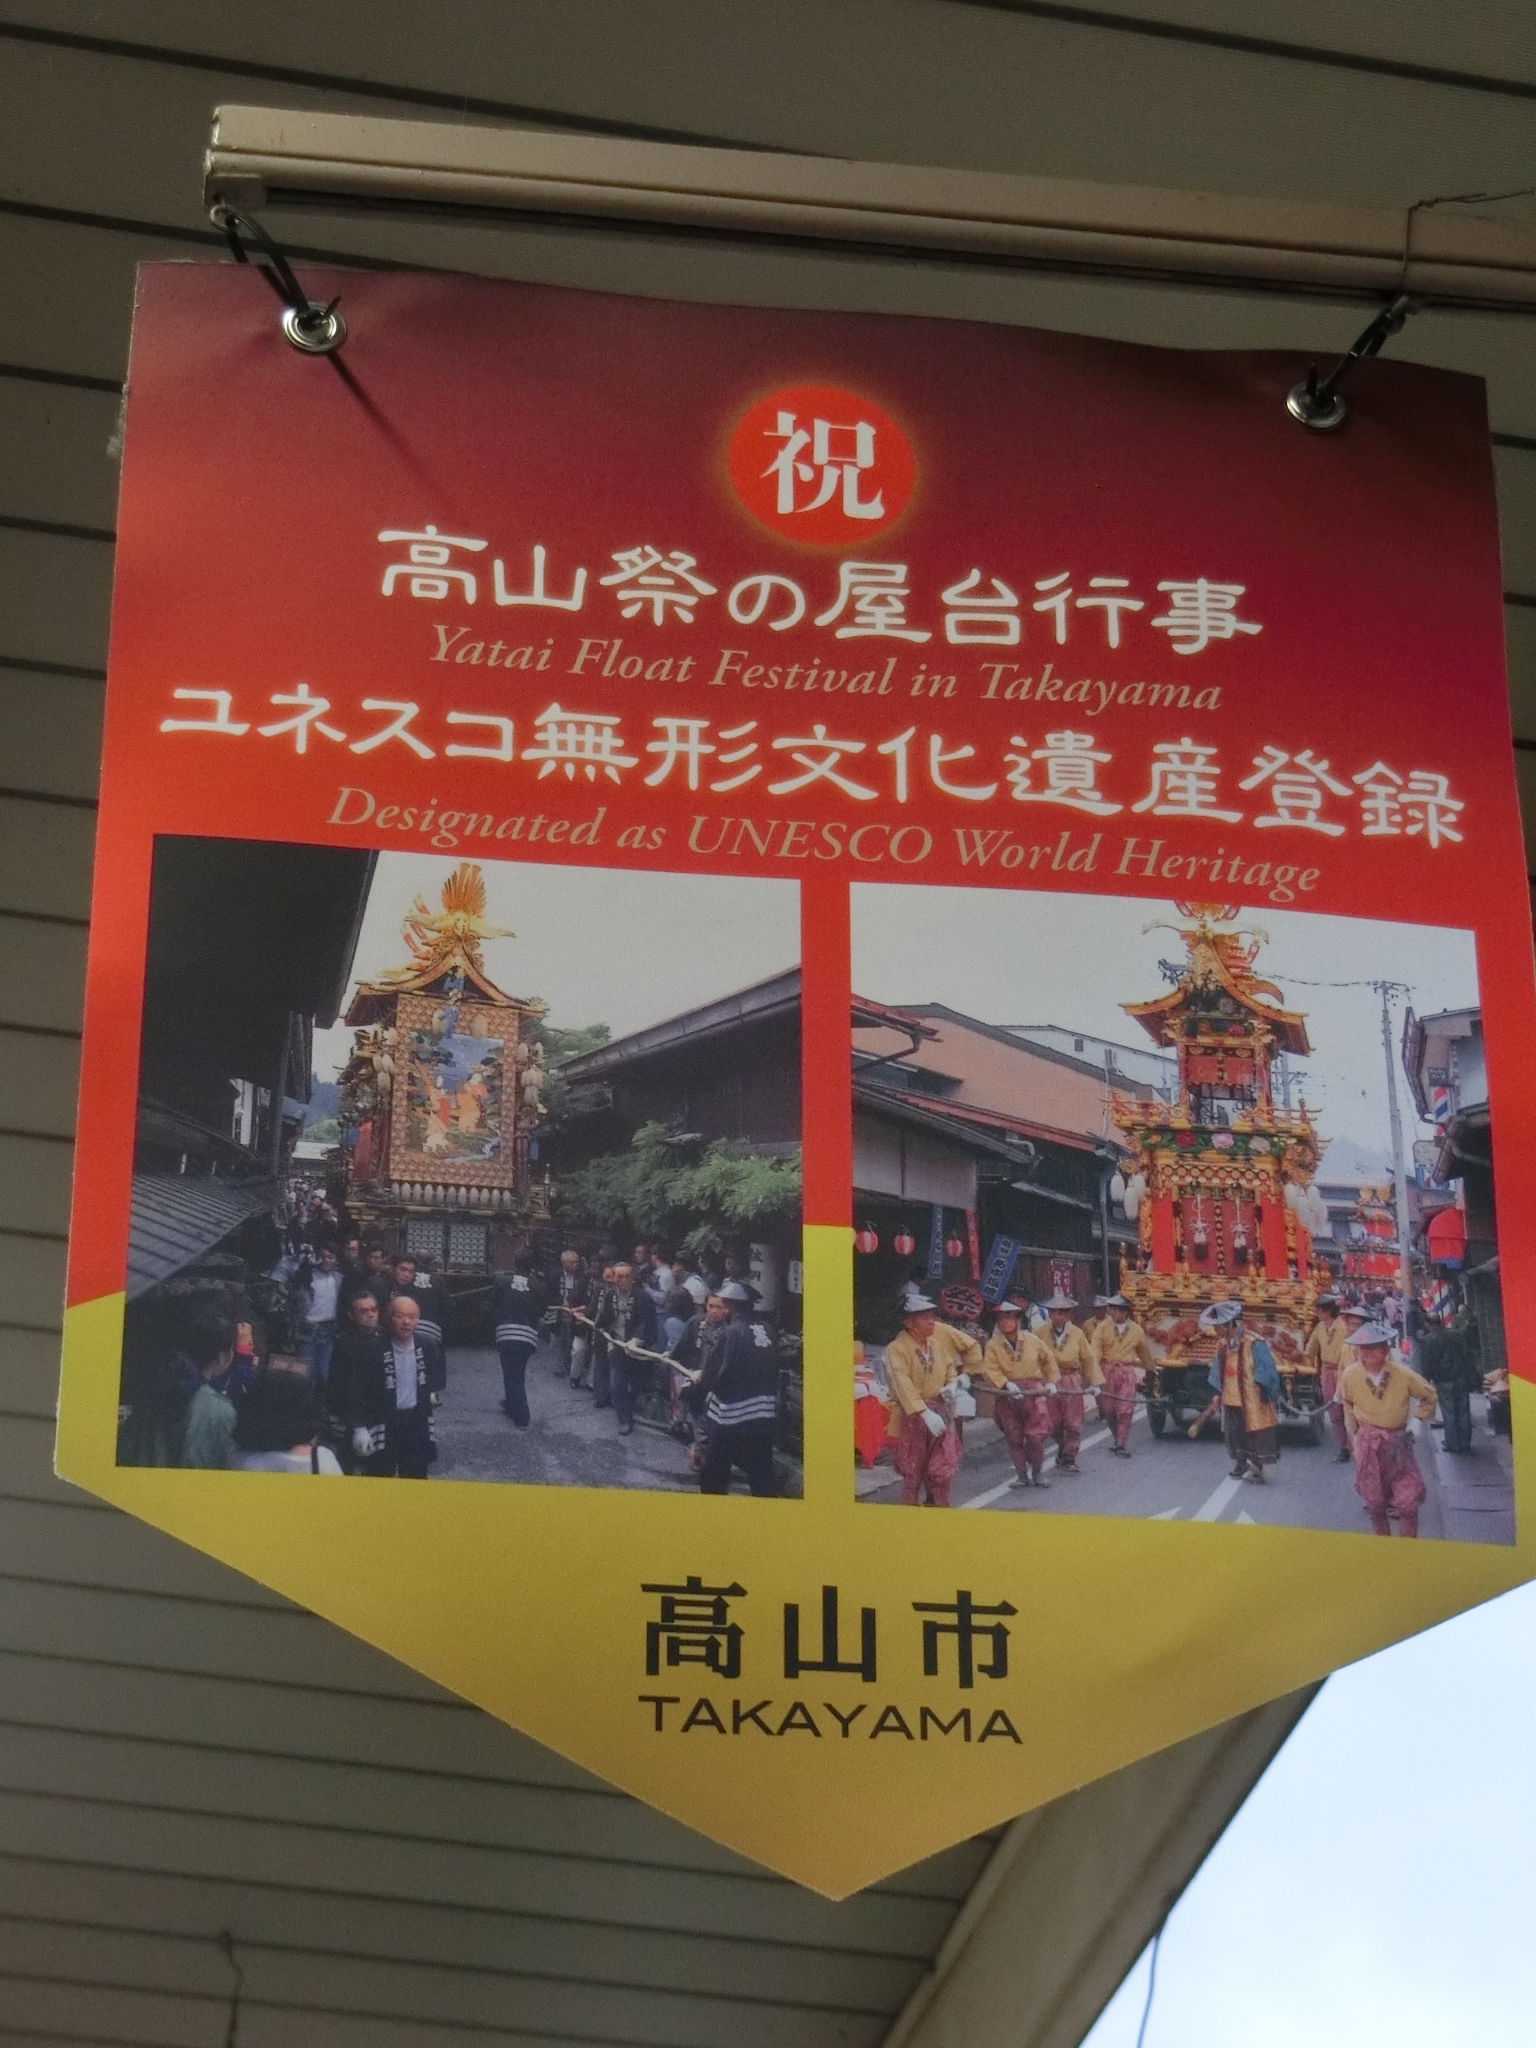 祝
高山祭の屋台行事
Yatai Float Festival in Takayama
ユネスコ無形文化遺産登録
Designated as UNESCO World Heritage
高山市
TAKAYAMA